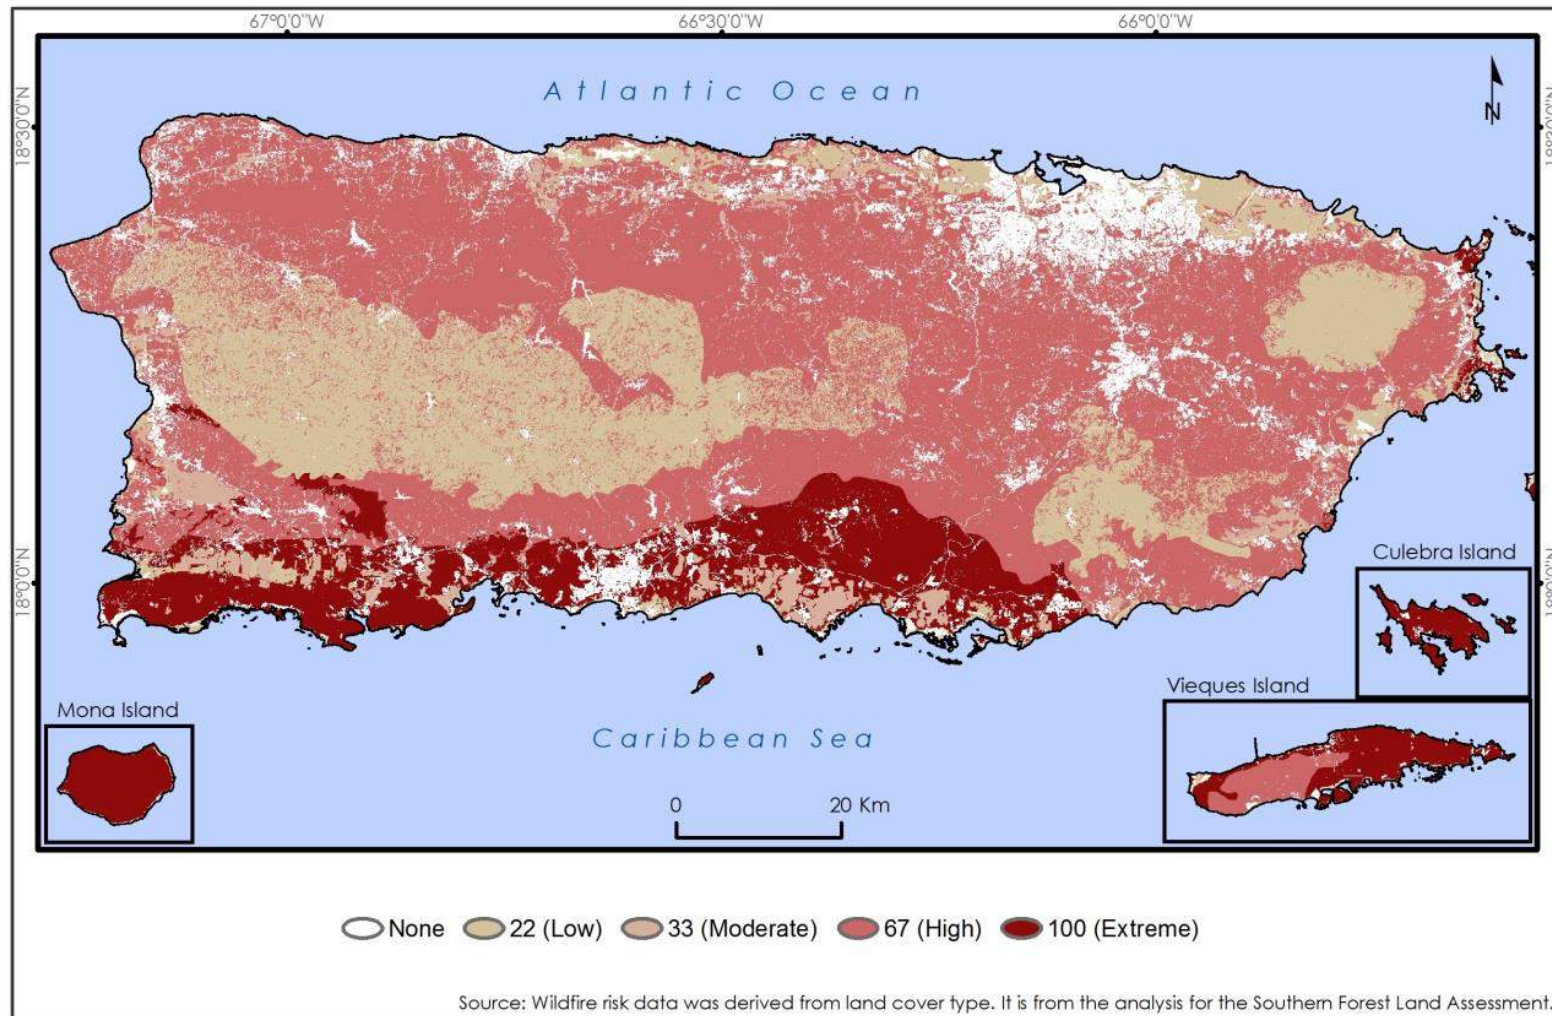 67°0'0"W 66°30'0"W 66°0'0"W
Atlantic Ocean
N
18°30'0"N
18°0'0"N
Culebra Island
Vieques Island
Mona Island
Caribbean Sea
0 20 Km
None 22 (Low) 33 (Moderate) 67 (High) 100 (Extreme)
Source: Wildfire risk data was derived from land cover type. It is from the analysis for the Southern Forest Land Assessment.